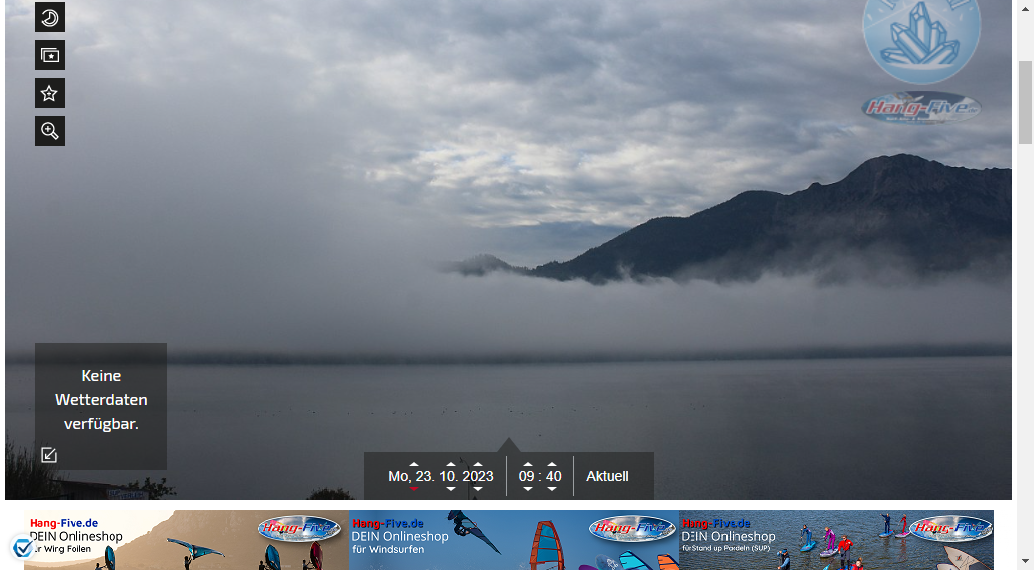 Hang-Five
Keine
Wetterdaten
verfügbar.
Mo, 23. 10. 2023 09 : 40 Aktuell
Hang-Five.de
DEIN Onlineshop
für Wing Foilen
Hang-Five
Hang-Five.de
DEIN Onlineshop
für Windsurfen
Hang-Five
Hang-Five.de
DEIN Onlineshop
für Stand up Paddeln (SUP)
Hang-Five